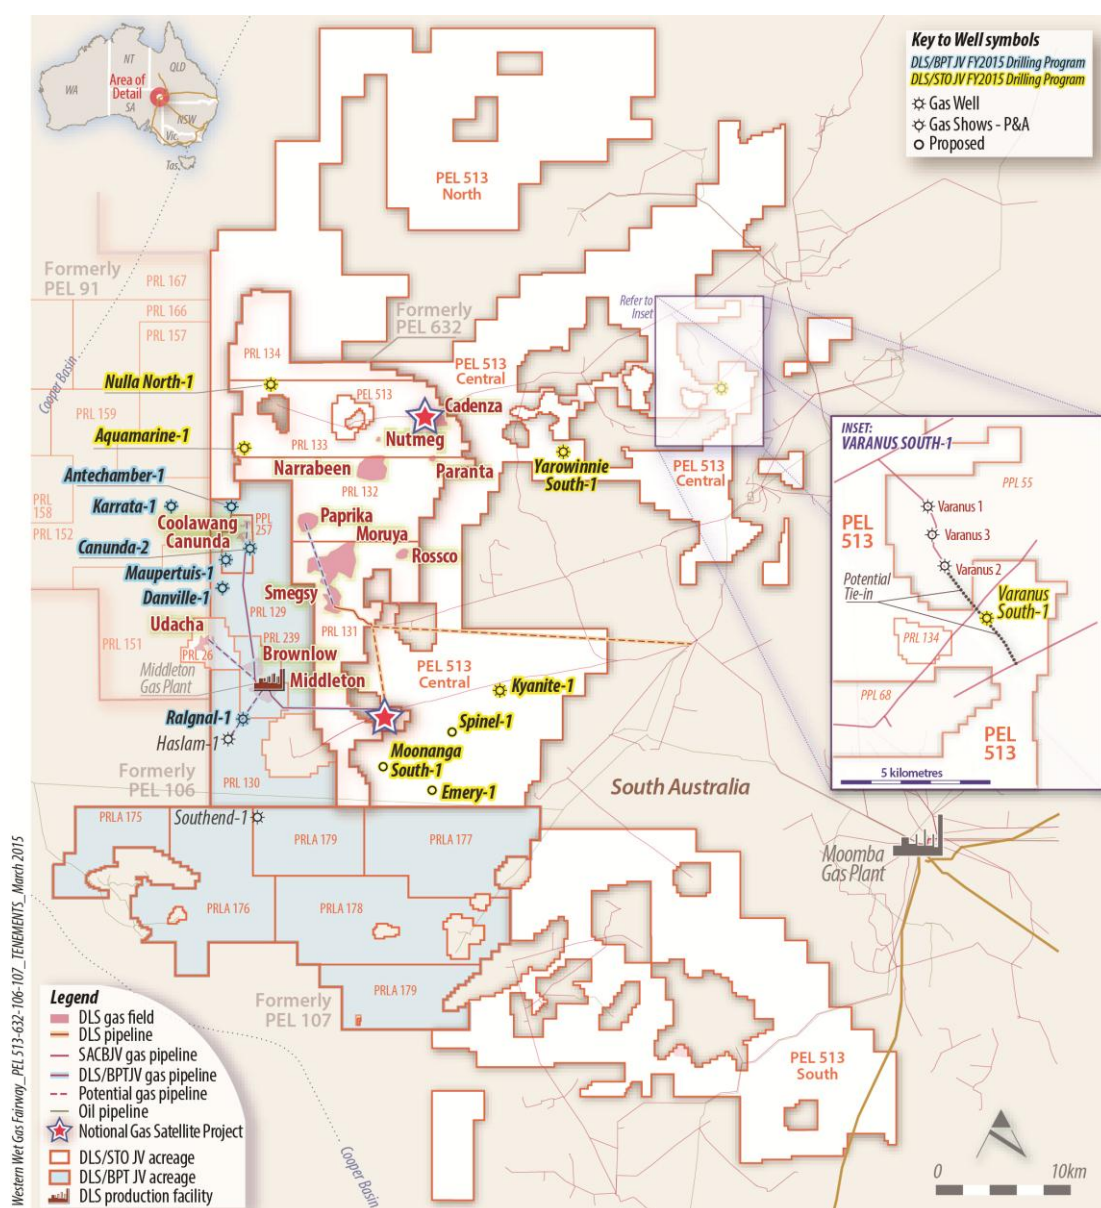 WA
NT
QLD
Area of
Detail
SA
NSW
Vic.
Tas.
Key to Well symbols
DLS/BPT JV FY2015 Drilling Program
DLS/STO JV FY2015 Drilling Program
Gas Well
Gas Shows - P&A
Proposed
PEL 513
North
Formerly
PEL 91
PRL 167
PRL 166
PRL 157
Cooper Basin
Formerly
PEL 632
Refer to
Inset
PRL 134
PEL 513
Central
Nulla North-1
PEL 513
Cadenza
PRL 159
Nutmeg
PRL 133
Aquamarine-1
Narrabeen
Paranta
Yarowinnie
South-1
PEL 513
Central
INSET:
VARANUS SOUTH-1
PPL 55
Varanus 1
PEL
513
Varanus 3
Varanus 2
Potential
Tie-in
Varanus
South-1
PRL 134
PPL 68
PEL
513
5 kilometres
Antechamber-1
PRL 132
Karrata-1
PRL
158
PPL
257
Paprika
Coolawang
Canunda
PRL 152
Moruya
Canunda-2
Rossco
Maupertuis-1
Danville-1
Smegsy
PRL 129
Udacha
PRL 131
PRL 151
PRL 239
PRL 26
Brownlow
PEL 513
Central
Middleton
Gas Plant
Middleton
Kyanite-1
Ralgnal-1
Spinel-1
Haslam-1
Moonanga
South-1
Formerly
PEL 106
PRL 130
Emery-1
South Australia
PRLA 175
Southend-1
PRLA 179
PRLA 177
Moomba
Gas Plant
PRLA 176
PRLA 178
PRLA 179
Formerly
PEL 107
PEL 513
South
Cooper Basin
Legend
DLS gas field
DLS pipeline
SACBJV gas pipeline
DLS/BPTJV gas pipeline
Potential gas pipeline
Oil pipeline
Notional Gas Satellite Project
DLS/STO JV acreage
DLS/BPT JV acreage
DLS production facility
0 10km
Western Wet Gas Fairway_PEL 513-632-106-107_TENEMENTS_March 2015